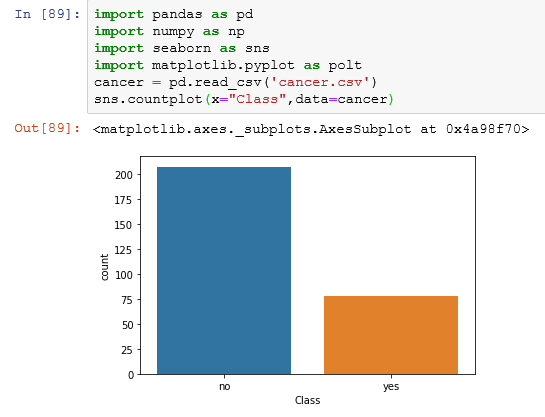 In [89]: import pandas as pd
import numpy as np
import seaborn as sns
import matplotlib.pyplot as polt
cancer = pd.read_csv('cancer.csv')
sns.countplot(x="Class",data=cancer)
Out[89]: <matplotlib.axes._subplots.AxesSubplot at 0x4a98f70>
200
175
150
125
100
75
50
25
0
count
no yes
Class